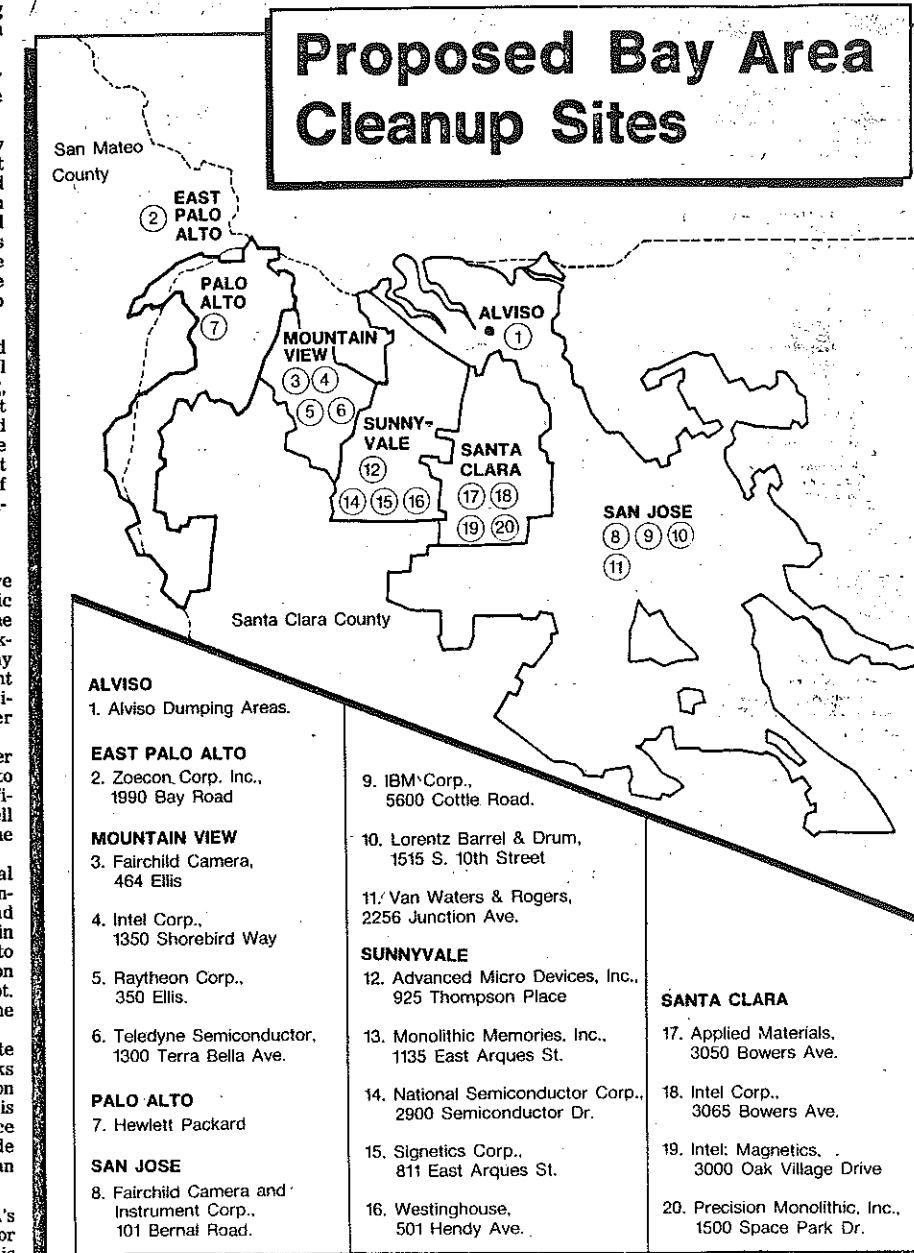 Proposed Bay Area
Cleanup Sites
San Mateo
County
EAST
② PALO
ALTO
PALO
ALTO
⑦
MOUNTAIN
VIEW
③ ④
⑤ ⑥
ALVISO
①
SUNNY-
VALE
⑫
⑭ ⑮ ⑯
SANTA
CLARA
⑰ ⑱
⑲ ⑳
SAN JOSE
⑧ ⑨ ⑩
⑪
Santa Clara County
ALVISO
1. Alviso Dumping Areas.
EAST PALO ALTO
2. Zoecon Corp. Inc.,
1990 Bay Road
MOUNTAIN VIEW
3. Fairchild Camera,
464 Ellis
4. Intel Corp.,
1350 Shorebird Way
5. Raytheon Corp.,
350 Ellis.
6. Teledyne Semiconductor,
1300 Terra Bella Ave.
PALO ALTO
7. Hewlett Packard
SAN JOSE
8. Fairchild Camera and
Instrument Corp.,
101 Bernal Road.
9. IBM Corp.,
5600 Cottle Road.
10. Lorentz Barrel & Drum,
1515 S. 10th Street
11. Van Waters & Rogers,
2256 Junction Ave.
SUNNYVALE
12. Advanced Micro Devices, Inc.,
925 Thompson Place
13. Monolithic Memories, Inc.,
1135 East Arques St.
14. National Semiconductor Corp.,
2900 Semiconductor Dr.
15. Signetics Corp.,
811 East Arques St.
16. Westinghouse,
501 Hendy Ave.
SANTA CLARA
17. Applied Materials,
3050 Bowers Ave.
18. Intel Corp.,
3065 Bowers Ave.
19. Intel: Magnetics,
3000 Oak Village Drive
20. Precision Monolithic, Inc.,
1500 Space Park Dr.